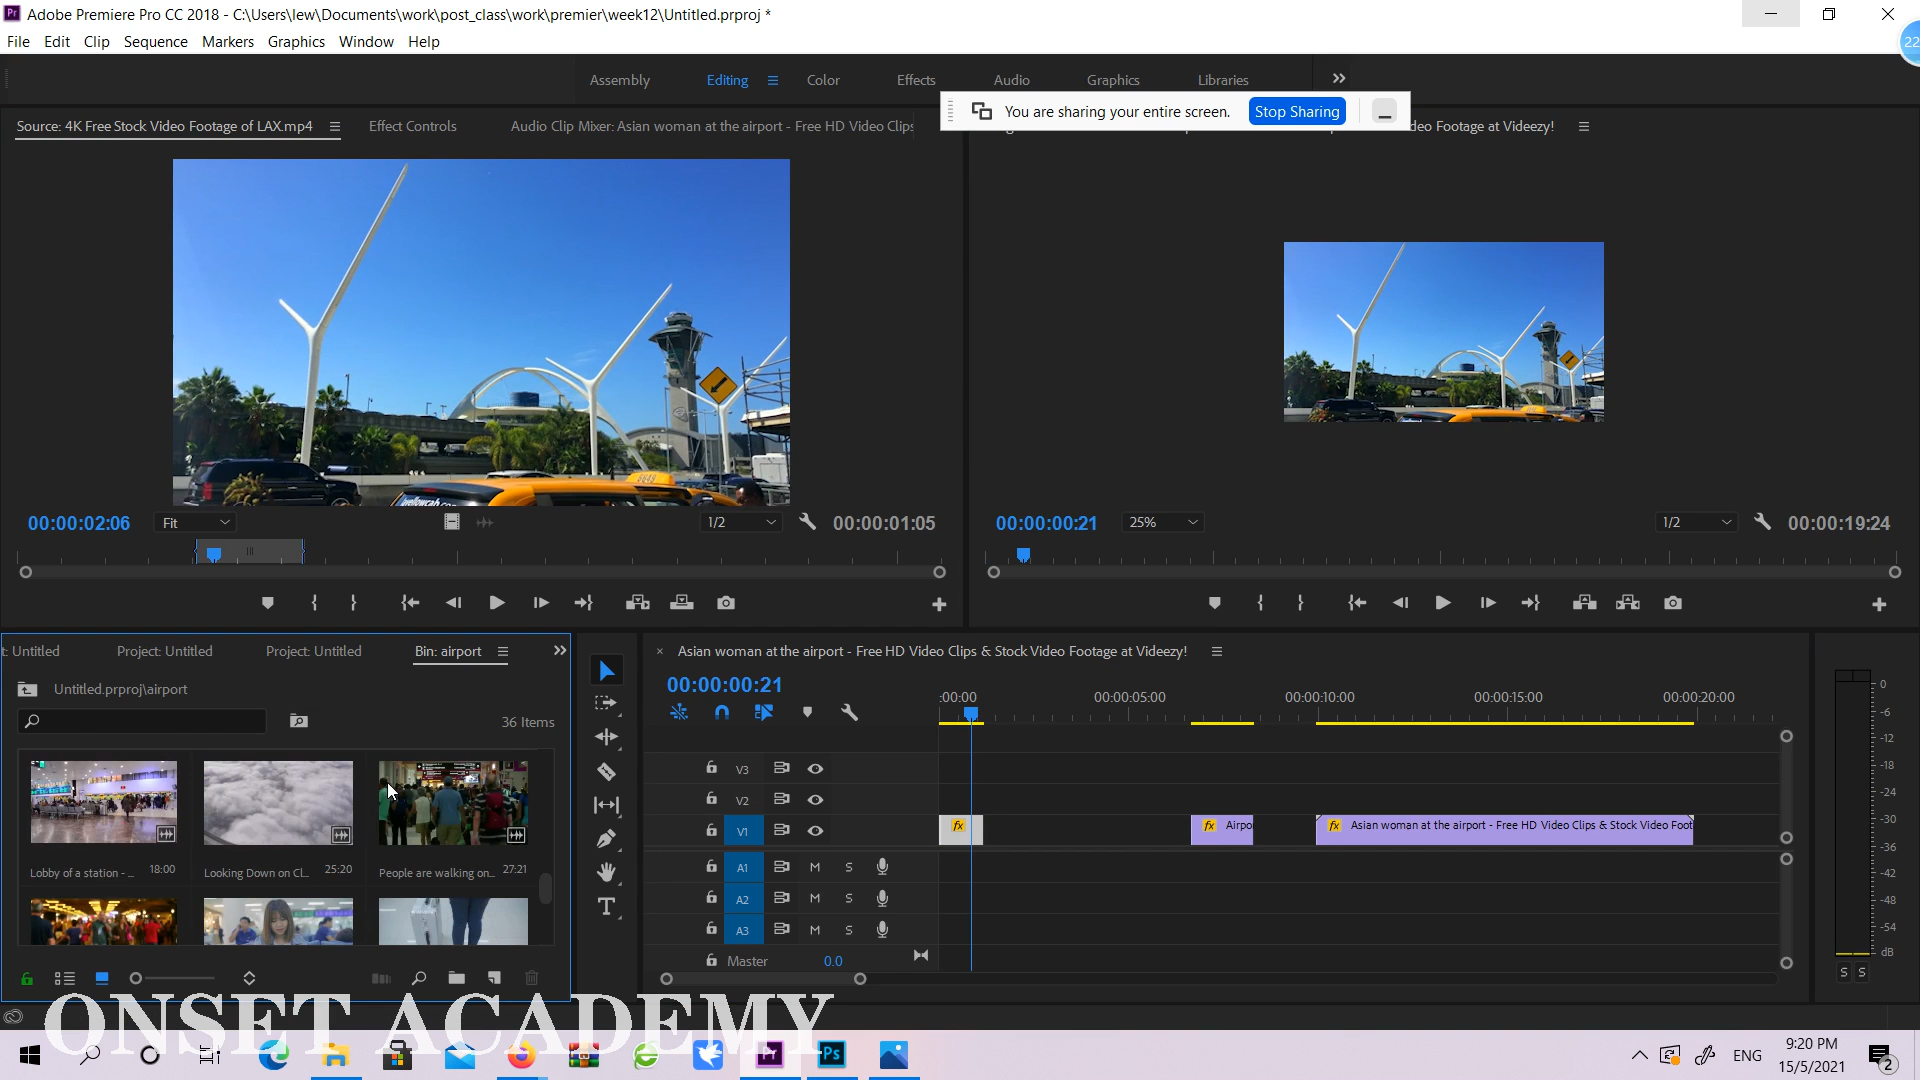 Adobe Premiere Pro CC 2018 - C:\Users\lew\Documents\work\post_class\work\premier\week12\Untitled.prproj *
File Edit Clip Sequence Markers Graphics Window Help
22
Assembly Editing Color Effects Audio Graphics Libraries
You are sharing your entire screen. Stop Sharing
Source: 4K Free Stock Video Footage of LAX.mp4 Effect Controls Audio Clip Mixer: Asian woman at the airport - Free HD Video Clips
deo Footage at Videezy!
00:00:02:06 Fit 1/2 00:00:01:05
00:00:00:21 25% 1/2 00:00:19:24
t: Untitled Project: Untitled Project: Untitled Bin: airport
Untitled.prproj\airport
36 Items
Lobby of a station - ... 18:00 Looking Down on Cl... 25:20 People are walking on... 27:21
Asian woman at the airport - Free HD Video Clips & Stock Video Footage at Videezy!
00:00:00:21
:00:00 00:00:05:00 00:00:10:00 00:00:15:00 00:00:20:00
V3
V2
V1 fx fx Airpo fx Asian woman at the airport - Free HD Video Clips & Stock Video Foot
A1 M S
A2 M S
A3 M S
Master 0.0
0
-6
-12
-18
-24
-30
-36
-42
-48
-54
dB
S S
ONSET ACADEMY
Pr Ps
ENG
9:20 PM
15/5/2021
2